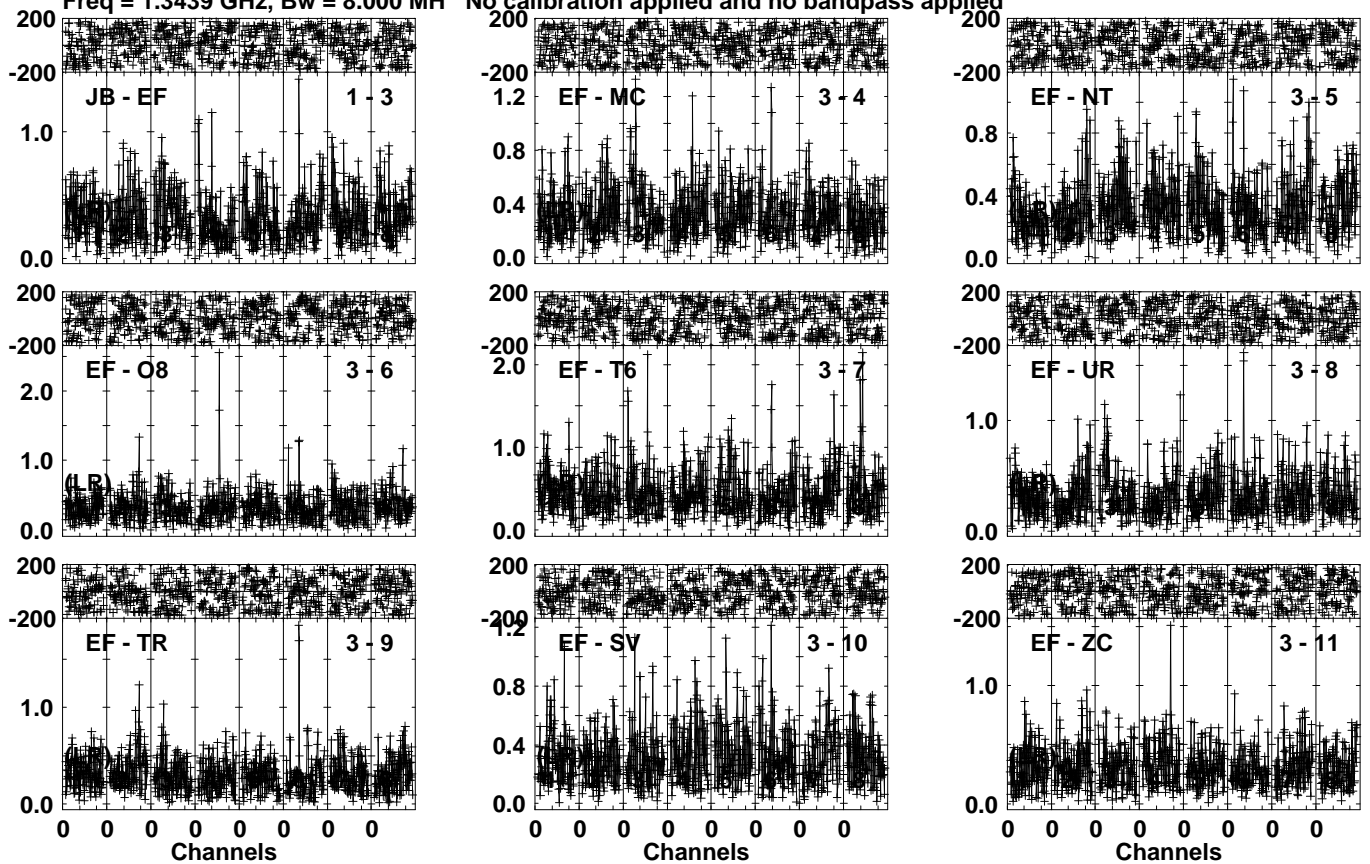 Freq = 1.3439 GHz, Bw = 8.000 MH No calibration applied and no bandpass applied
200 200 200
-200 -200 -200
JB - EF 1 - 3 EF - MC 3 - 4 EF - NT 3 - 5
1.0 1.2 1.2
0.8 0.8
0.4 0.4
0.0 0.0 0.0
200 200 200
-200 -200 -200
EF - O8 3 - 6 EF - T6 3 - 7 EF - UR 3 - 8
2.0 2.0
1.0 1.0 1.0
(LR)
0.0 0.0 0.0
200 200 200
-200 -200 -200
EF - TR 3 - 9 EF - SV 3 - 10 EF - ZC 3 - 11
1.2
1.0 0.8 1.0
(LR) 0.4
0.0 0.0 0.0
0 0 0 0 0 0 0 0 0 0 0 0 0 0 0 0 0 0 0 0 0 0 0 0
Channels Channels Channels